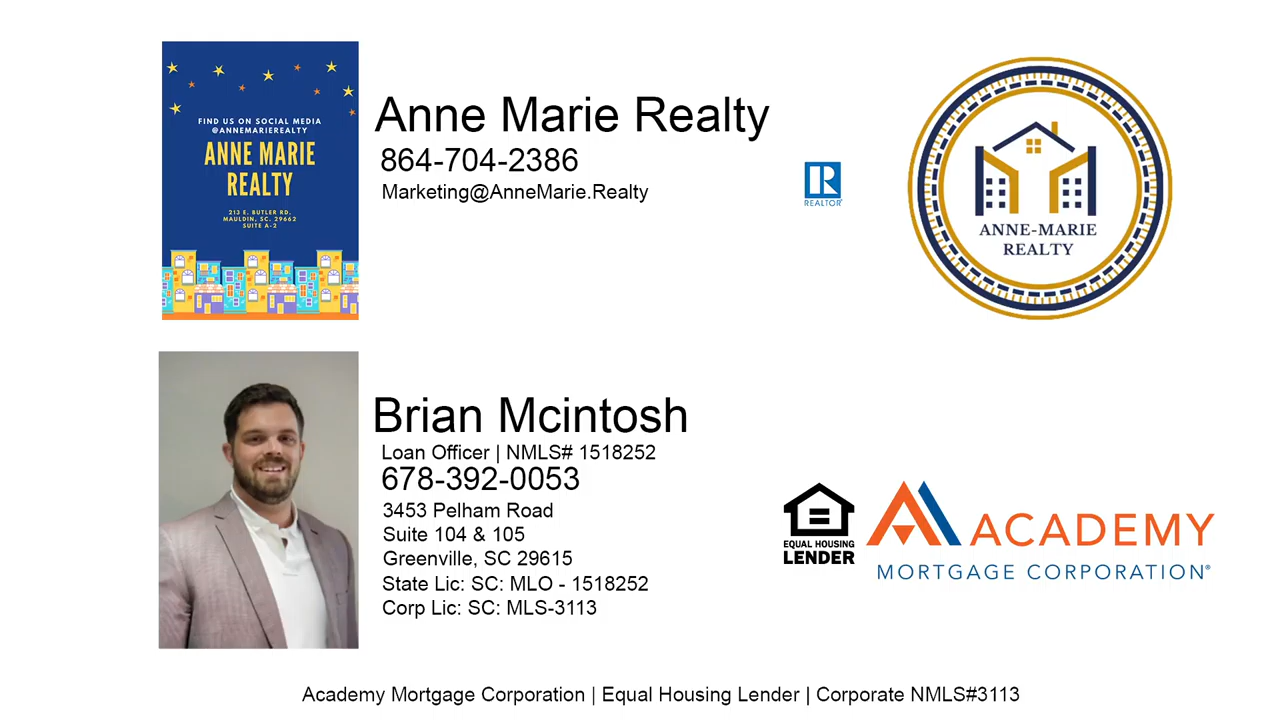 FIND US ON SOCIAL MEDIA
@ANNEMARIEREALTY
ANNE MARIE
REALTY
213 E. BUTLER RD.
MAULDIN, SC. 29662
SUITE A-2
Anne Marie Realty
864-704-2386
Marketing@AnneMarie.Realty
R
REALTOR®
ANNE-MARIE
REALTY
Brian Mcintosh
Loan Officer | NMLS# 1518252
678-392-0053
3453 Pelham Road
Suite 104 & 105
Greenville, SC 29615
State Lic: SC: MLO - 1518252
Corp Lic: SC: MLS-3113
EQUAL HOUSING
LENDER
ACADEMY
MORTGAGE CORPORATION®
Academy Mortgage Corporation | Equal Housing Lender | Corporate NMLS#3113